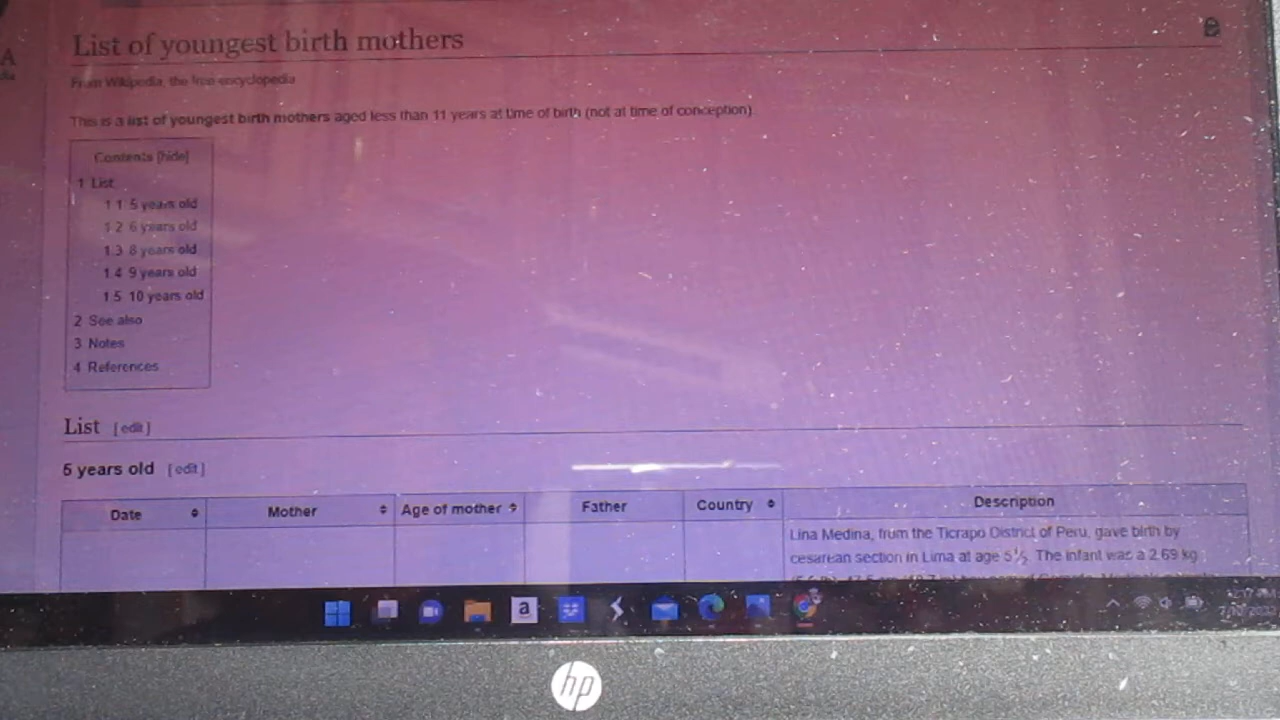 List of youngest birth mothers
From Wikipedia, the free encyclopedia
This is a list of youngest birth mothers aged less than 11 years at time of birth (not at time of conception)
Contents [hide]
1 List
1.1 5 years old
1.2 6 years old
1.3 8 years old
1.4 9 years old
1.5 10 years old
2 See also
3 Notes
4 References
List [edit]
5 years old [edit]
Date Mother Age of mother Father Country Description
Lina Medina, from the Ticrapo District of Peru, gave birth by
cesarean section in Lima at age 5½. The infant was a 2.69 kg
a
hp